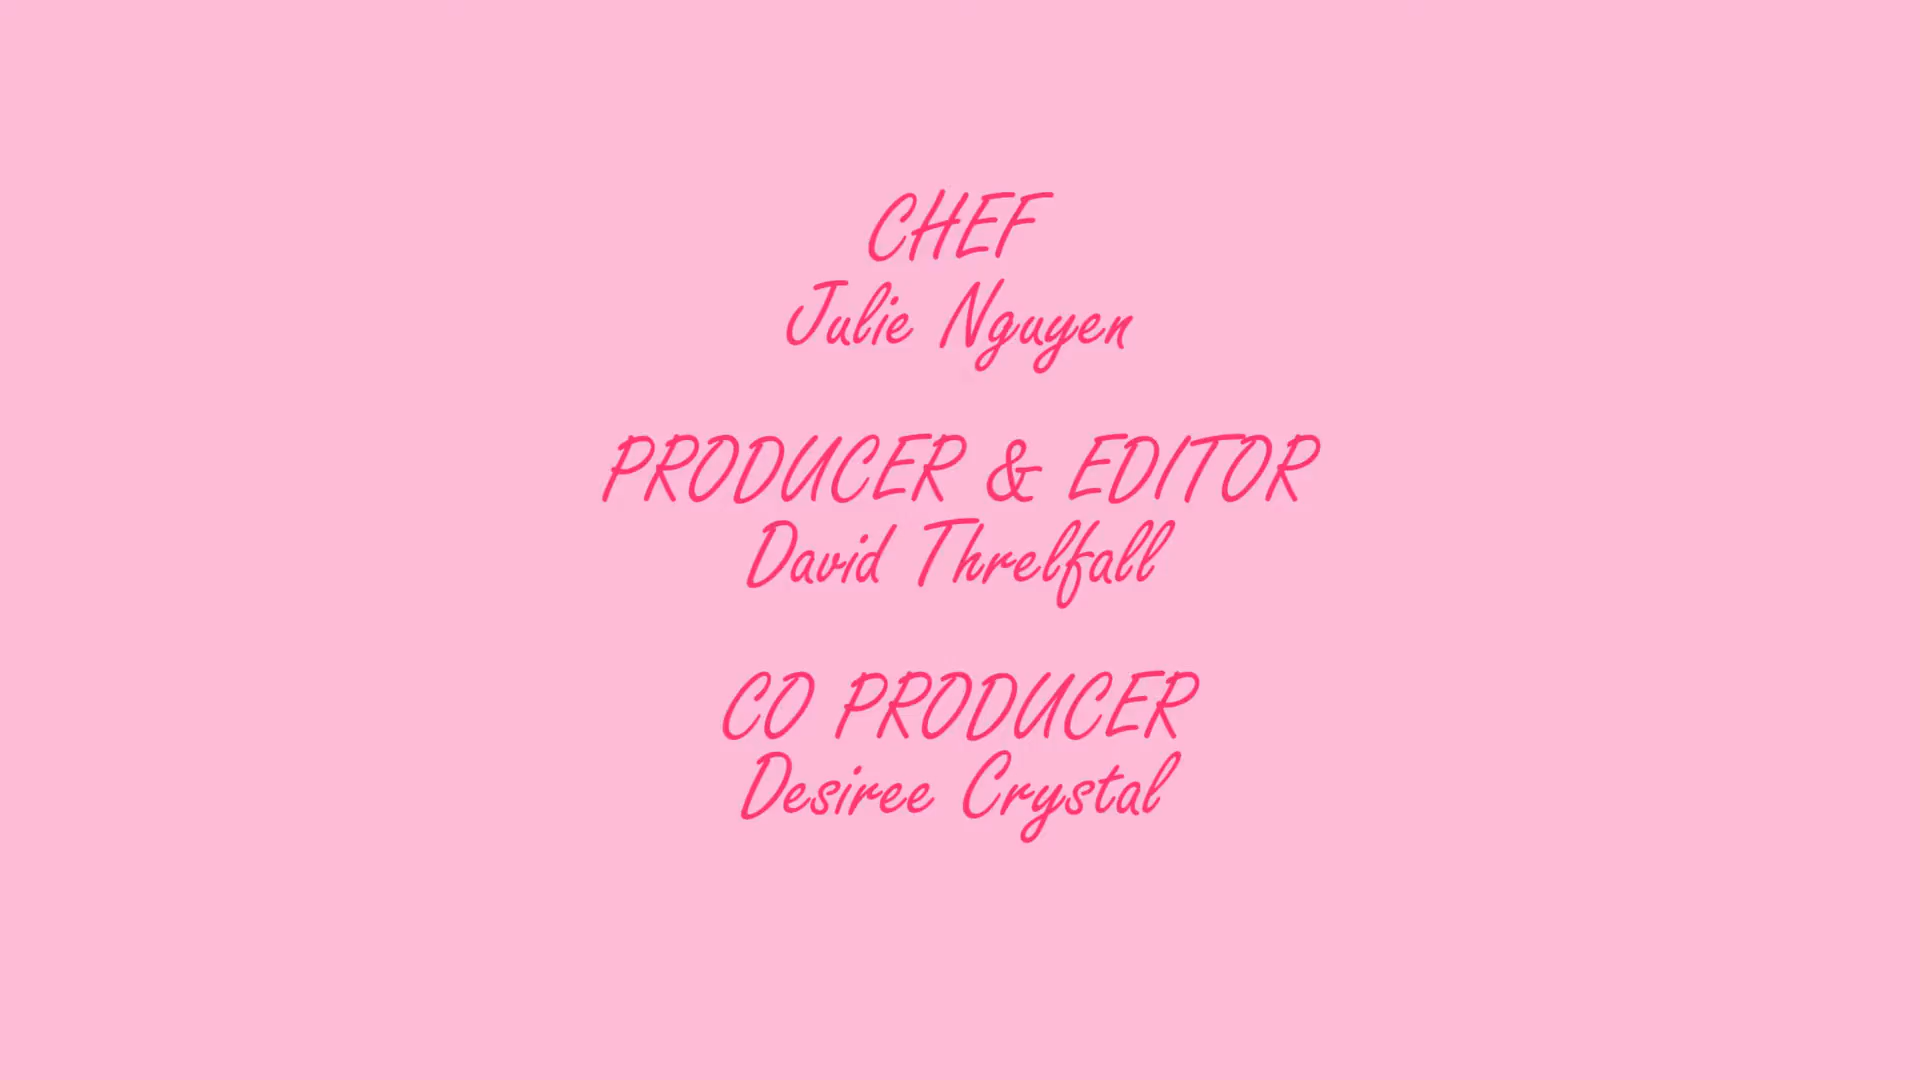 CHEF
Julie Nguyen
PRODUCER & EDITOR
David Threlfall
CO PRODUCER
Desiree Crystal